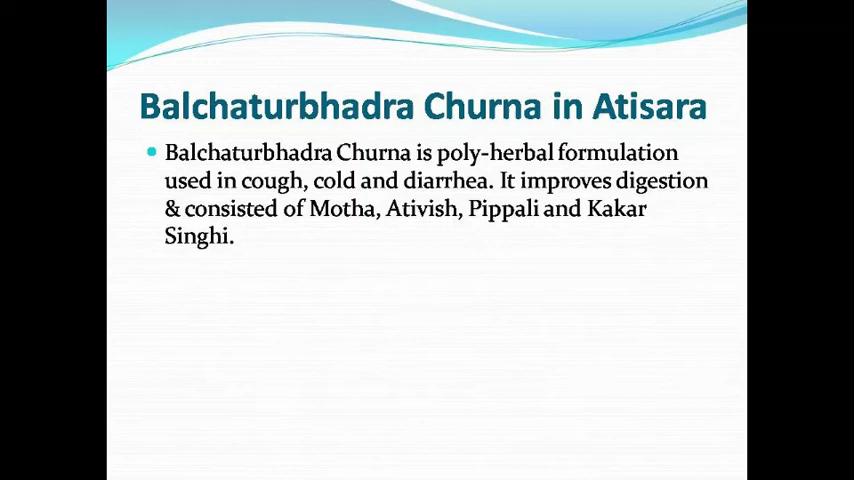 Balchaturbhadra Churna in Atisara
Balchaturbhadra Churna is poly-herbal formulation
used in cough, cold and diarrhea. It improves digestion
& consisted of Motha, Ativish, Pippali and Kakar
Singhi.